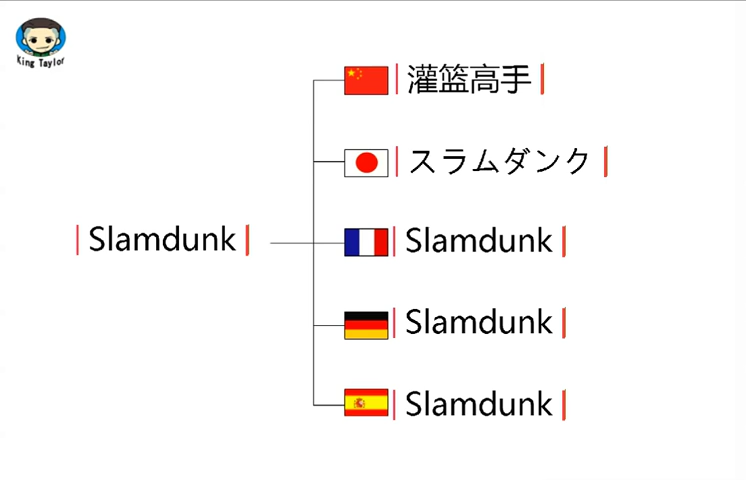 King Taylor
灌篮高手
スラムダンク
Slamdunk
Slamdunk
Slamdunk
Slamdunk